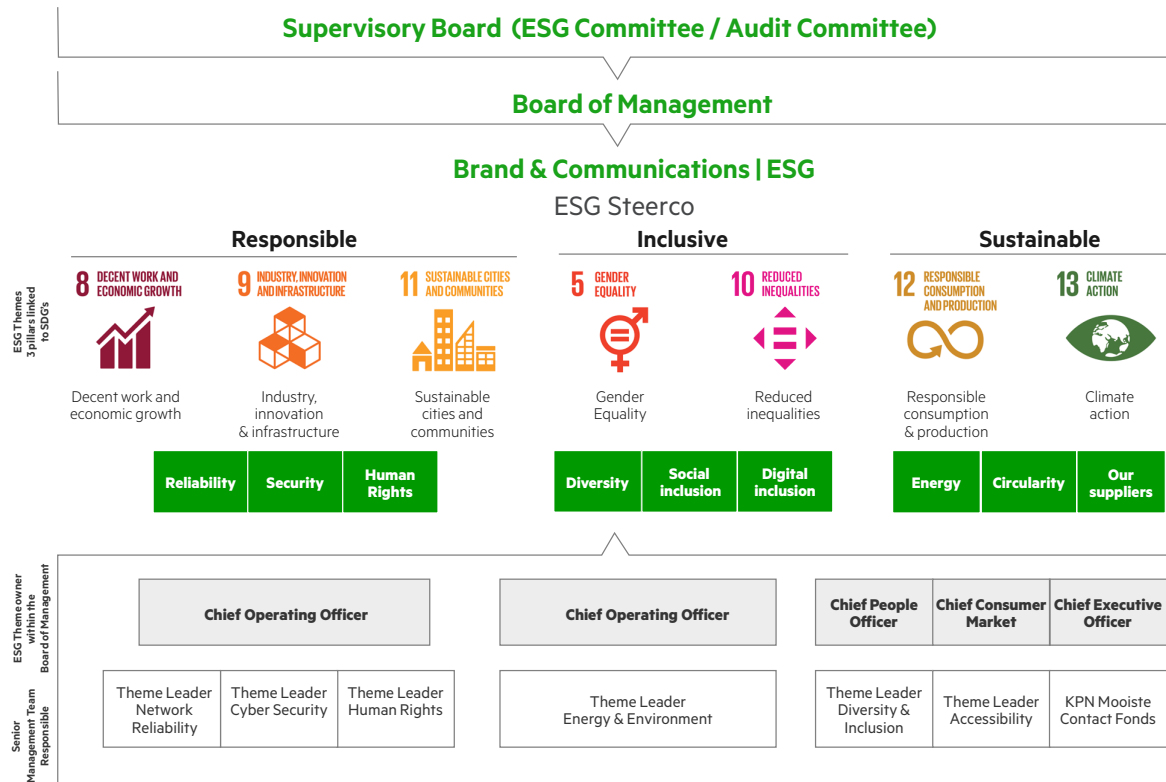 Supervisory Board (ESG Committee / Audit Committee)
Board of Management
Brand & Communications | ESG
ESG Steerco
Responsible
Inclusive
Sustainable
ESG Themes
3 pillars linked
to SDG's
8 DECENT WORK AND
ECONOMIC GROWTH
9 INDUSTRY, INNOVATION
AND INFRASTRUCTURE
11 SUSTAINABLE CITIES
AND COMMUNITIES
5 GENDER
EQUALITY
10 REDUCED
INEQUALITIES
12 RESPONSIBLE
CONSUMPTION
AND PRODUCTION
13 CLIMATE
ACTION
Decent work and
economic growth
Industry,
innovation
& infrastructure
Sustainable
cities and
communities
Gender
Equality
Reduced
inequalities
Responsible
consumption
& production
Climate
action
Reliability
Security
Human
Rights
Diversity
Social
inclusion
Digital
inclusion
Energy
Circularity
Our
suppliers
ESG Themeowner
within the
Board of Management
Chief Operating Officer
Chief Operating Officer
Chief People
Officer
Chief Consumer
Market
Chief Executive
Officer
Senior
Management Team
Responsible
Theme Leader
Network
Reliability
Theme Leader
Cyber Security
Theme Leader
Human Rights
Theme Leader
Energy & Environment
Theme Leader
Diversity &
Inclusion
Theme Leader
Accessibility
KPN Mooiste
Contact Fonds